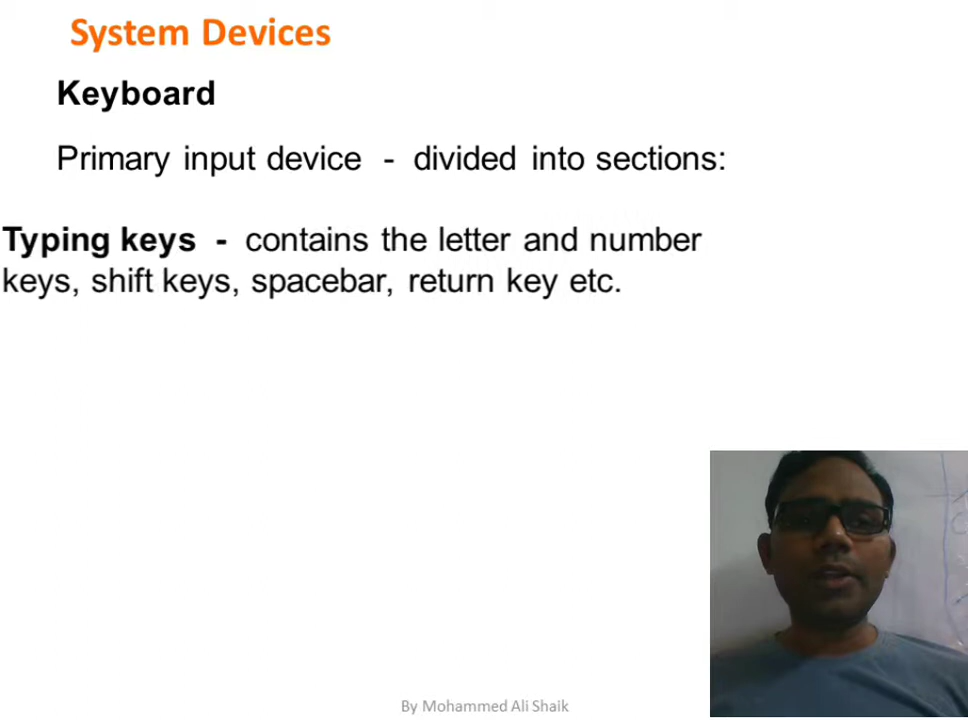 System Devices
Keyboard
Primary input device - divided into sections:
Typing keys - contains the letter and number
keys, shift keys, spacebar, return key etc.
By Mohammed Ali Shaik